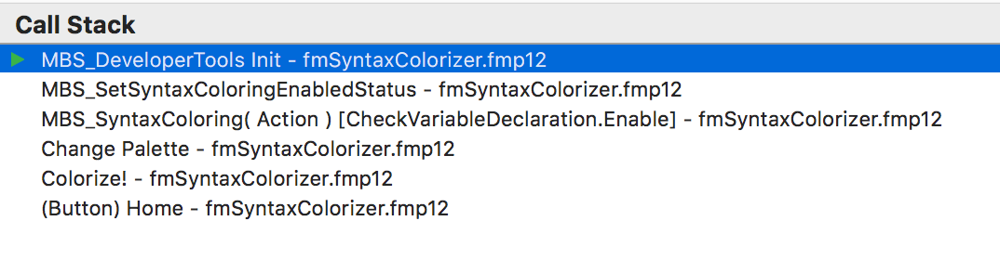 Call Stack
MBS_DeveloperTools Init - fmSyntaxColorizer.fmp12
MBS_SetSyntaxColoringEnabledStatus - fmSyntaxColorizer.fmp12
MBS_SyntaxColoring( Action ) [CheckVariableDeclaration.Enable] - fmSyntaxColorizer.fmp12
Change Palette - fmSyntaxColorizer.fmp12
Colorize! - fmSyntaxColorizer.fmp12
(Button) Home - fmSyntaxColorizer.fmp12